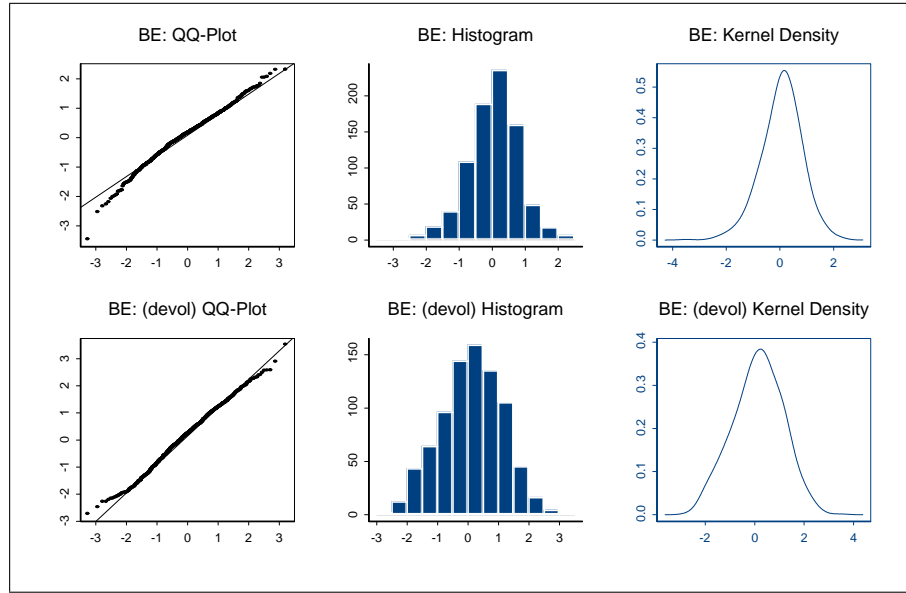 BE: QQ-Plot
-3 -2 -1 0 1 2
-3 -2 -1 0 1 2 3
BE: Histogram
0 50 100 150 200
-3 -2 -1 0 1 2
BE: Kernel Density
0.0 0.1 0.2 0.3 0.4 0.5
-4 -2 0 2
BE: (devol) QQ-Plot
-3 -2 -1 0 1 2 3
-3 -2 -1 0 1 2 3
BE: (devol) Histogram
0 50 100 150
-3 -2 -1 0 1 2 3
BE: (devol) Kernel Density
0.0 0.1 0.2 0.3 0.4
-2 0 2 4